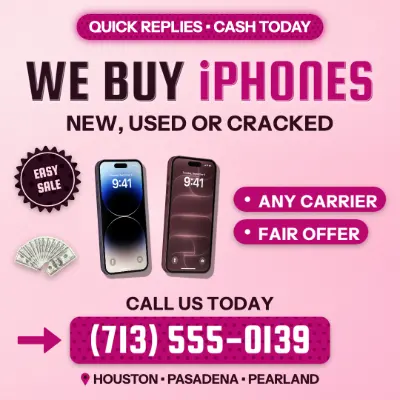 QUICK REPLIES • CASH TODAY
WE BUY iPHONES
NEW, USED OR CRACKED
EASY
SALE
9:41
9:41
• ANY CARRIER
• FAIR OFFER
CALL US TODAY
(713) 555-0139
HOUSTON • PASADENA • PEARLAND